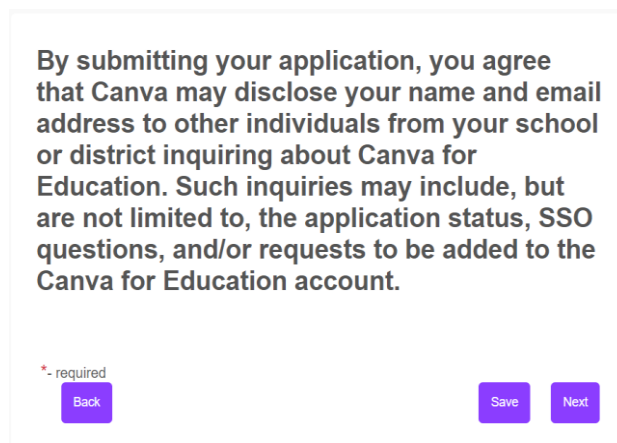 By submitting your application, you agree
that Canva may disclose your name and email
address to other individuals from your school
or district inquiring about Canva for
Education. Such inquiries may include, but
are not limited to, the application status, SSO
questions, and/or requests to be added to the
Canva for Education account.
*- required
Back
Save
Next